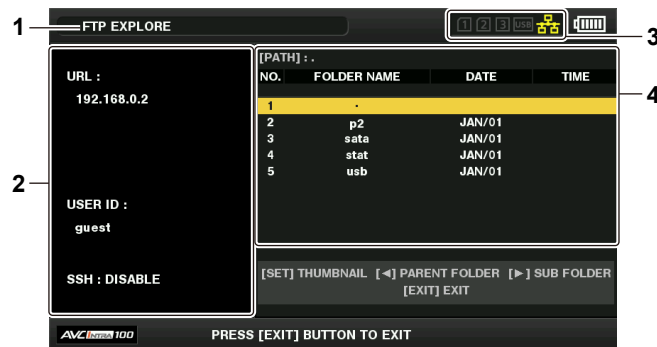 1
FTP EXPLORE
1 2 3 USB
3
2
URL :
192.168.0.2
USER ID :
guest
SSH : DISABLE
4
[PATH] : .
NO. FOLDER NAME DATE TIME
1 .
2 p2 JAN/01
3 sata JAN/01
4 stat JAN/01
5 usb JAN/01
[SET] THUMBNAIL [◄] PARENT FOLDER [►] SUB FOLDER
[EXIT] EXIT
AVC INTRA 100
PRESS [EXIT] BUTTON TO EXIT